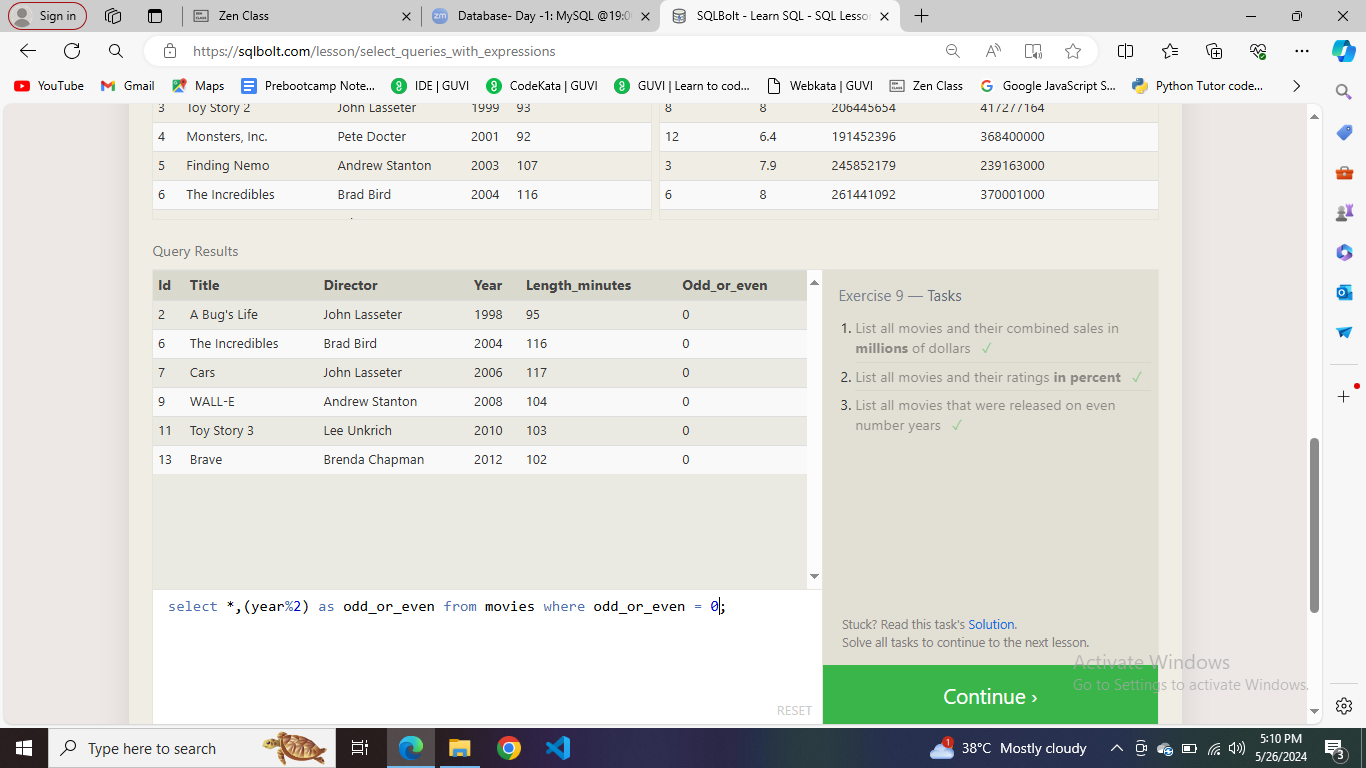 Sign in
Zen Class
Database- Day -1: MySQL @19:0
SQLBolt - Learn SQL - SQL Lesso
https://sqlbolt.com/lesson/select_queries_with_expressions
YouTube Gmail Maps Prebootcamp Note... IDE | GUVI CodeKata | GUVI GUVI | Learn to cod... Webkata | GUVI Zen Class Google JavaScript S... Python Tutor code...
3 Toy Story 2 John Lasseter 1999 93 8 8 206445654 417277164
4 Monsters, Inc. Pete Docter 2001 92 12 6.4 191452396 368400000
5 Finding Nemo Andrew Stanton 2003 107 3 7.9 245852179 239163000
6 The Incredibles Brad Bird 2004 116 6 8 261441092 370001000
Query Results
Id Title Director Year Length_minutes Odd_or_even
2 A Bug's Life John Lasseter 1998 95 0
6 The Incredibles Brad Bird 2004 116 0
7 Cars John Lasseter 2006 117 0
9 WALL-E Andrew Stanton 2008 104 0
11 Toy Story 3 Lee Unkrich 2010 103 0
13 Brave Brenda Chapman 2012 102 0
select *,(year%2) as odd_or_even from movies where odd_or_even = 0;
RESET
Exercise 9 — Tasks
1. List all movies and their combined sales in
millions of dollars ✓
2. List all movies and their ratings in percent ✓
3. List all movies that were released on even
number years ✓
Stuck? Read this task's Solution.
Solve all tasks to continue to the next lesson.
Continue ›
Activate Windows
Go to Settings to activate Windows.
Type here to search
1
38°C Mostly cloudy
5:10 PM
5/26/2024
3